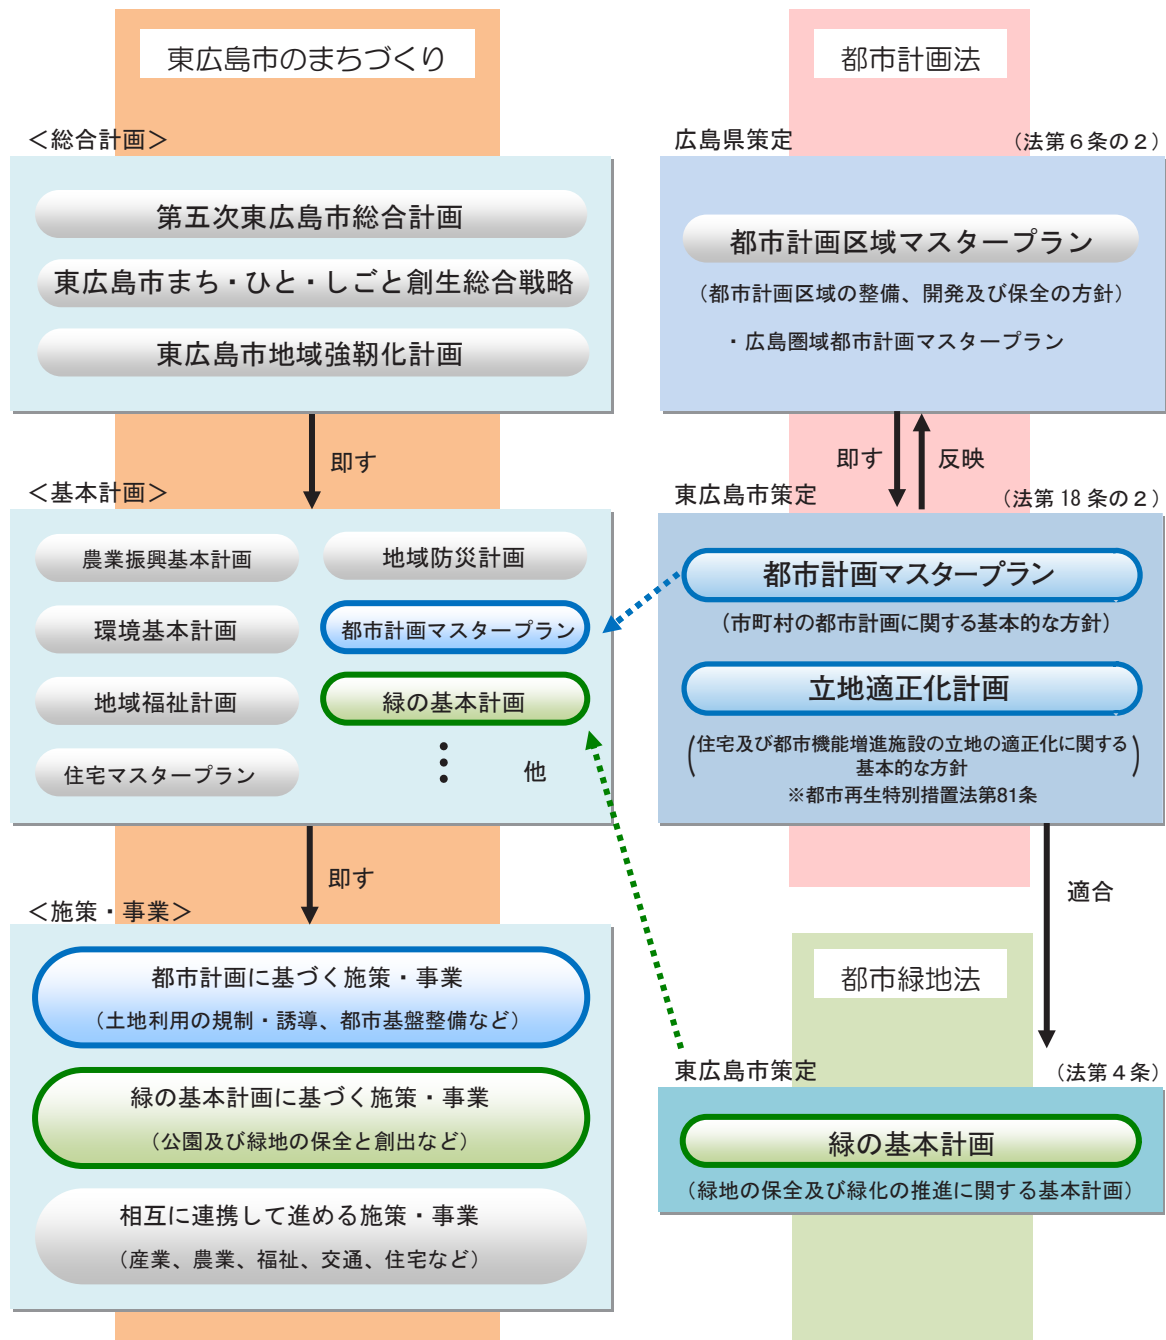 東広島市のまちづくり
＜総合計画＞
第五次東広島市総合計画
東広島市まち・ひと・しごと創生総合戦略
東広島市地域強靭化計画
即す
＜基本計画＞
農業振興基本計画
地域防災計画
環境基本計画
都市計画マスタープラン
地域福祉計画
緑の基本計画
住宅マスタープラン
他
即す
＜施策・事業＞
都市計画に基づく施策・事業
（土地利用の規制・誘導、都市基盤整備など）
緑の基本計画に基づく施策・事業
（公園及び緑地の保全と創出など）
相互に連携して進める施策・事業
（産業、農業、福祉、交通、住宅など）
都市計画法
広島県策定
（法第６条の２）
都市計画区域マスタープラン
（都市計画区域の整備、開発及び保全の方針）
・広島圏域都市計画マスタープラン
即す
反映
東広島市策定
（法第 18 条の２）
都市計画マスタープラン
（市町村の都市計画に関する基本的な方針）
立地適正化計画
（住宅及び都市機能増進施設の立地の適正化に関する
基本的な方針）
※都市再生特別措置法第81条
適合
都市緑地法
東広島市策定
（法第４条）
緑の基本計画
（緑地の保全及び緑化の推進に関する基本計画）